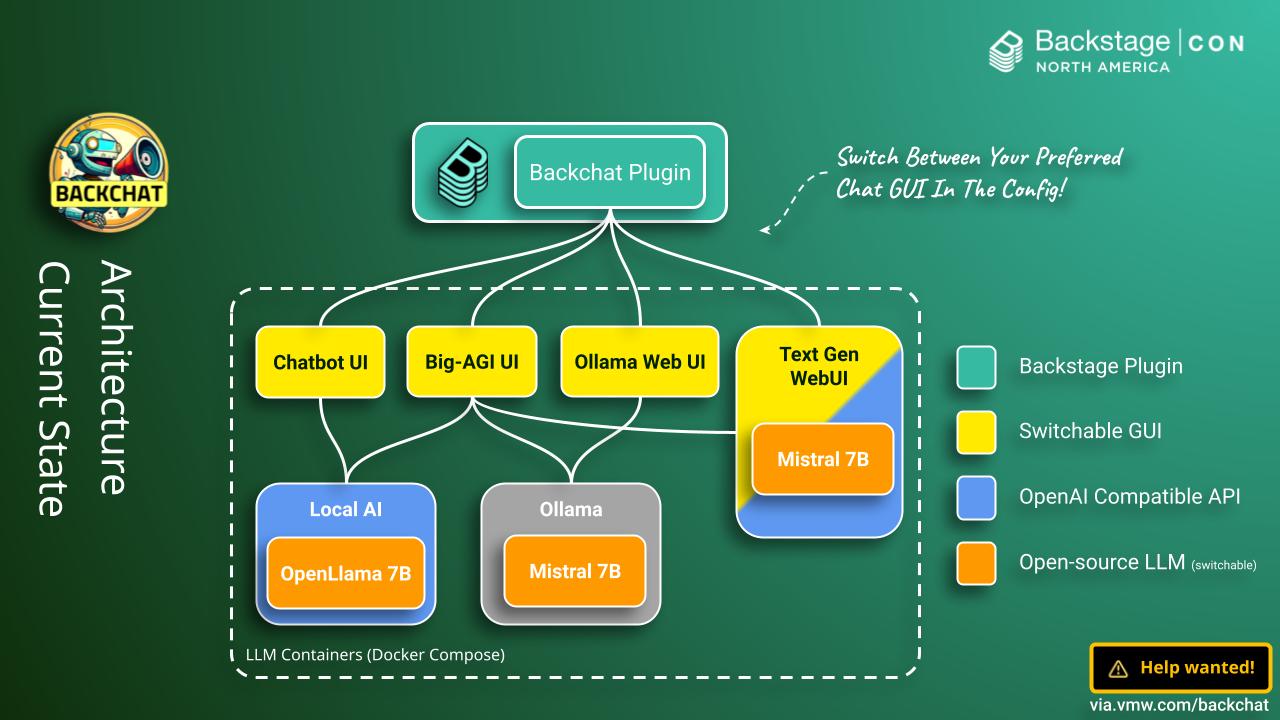 Backstage | CON
NORTH AMERICA
BACKCHAT
Architecture
Current State
Backchat Plugin
Switch Between Your Preferred
Chat GUI In The Config!
Chatbot UI
Big-AGI UI
Ollama Web UI
Text Gen
WebUI
Mistral 7B
Local AI
OpenLlama 7B
Ollama
Mistral 7B
LLM Containers (Docker Compose)
Backstage Plugin
Switchable GUI
OpenAI Compatible API
Open-source LLM (switchable)
Help wanted!
via.vmw.com/backchat